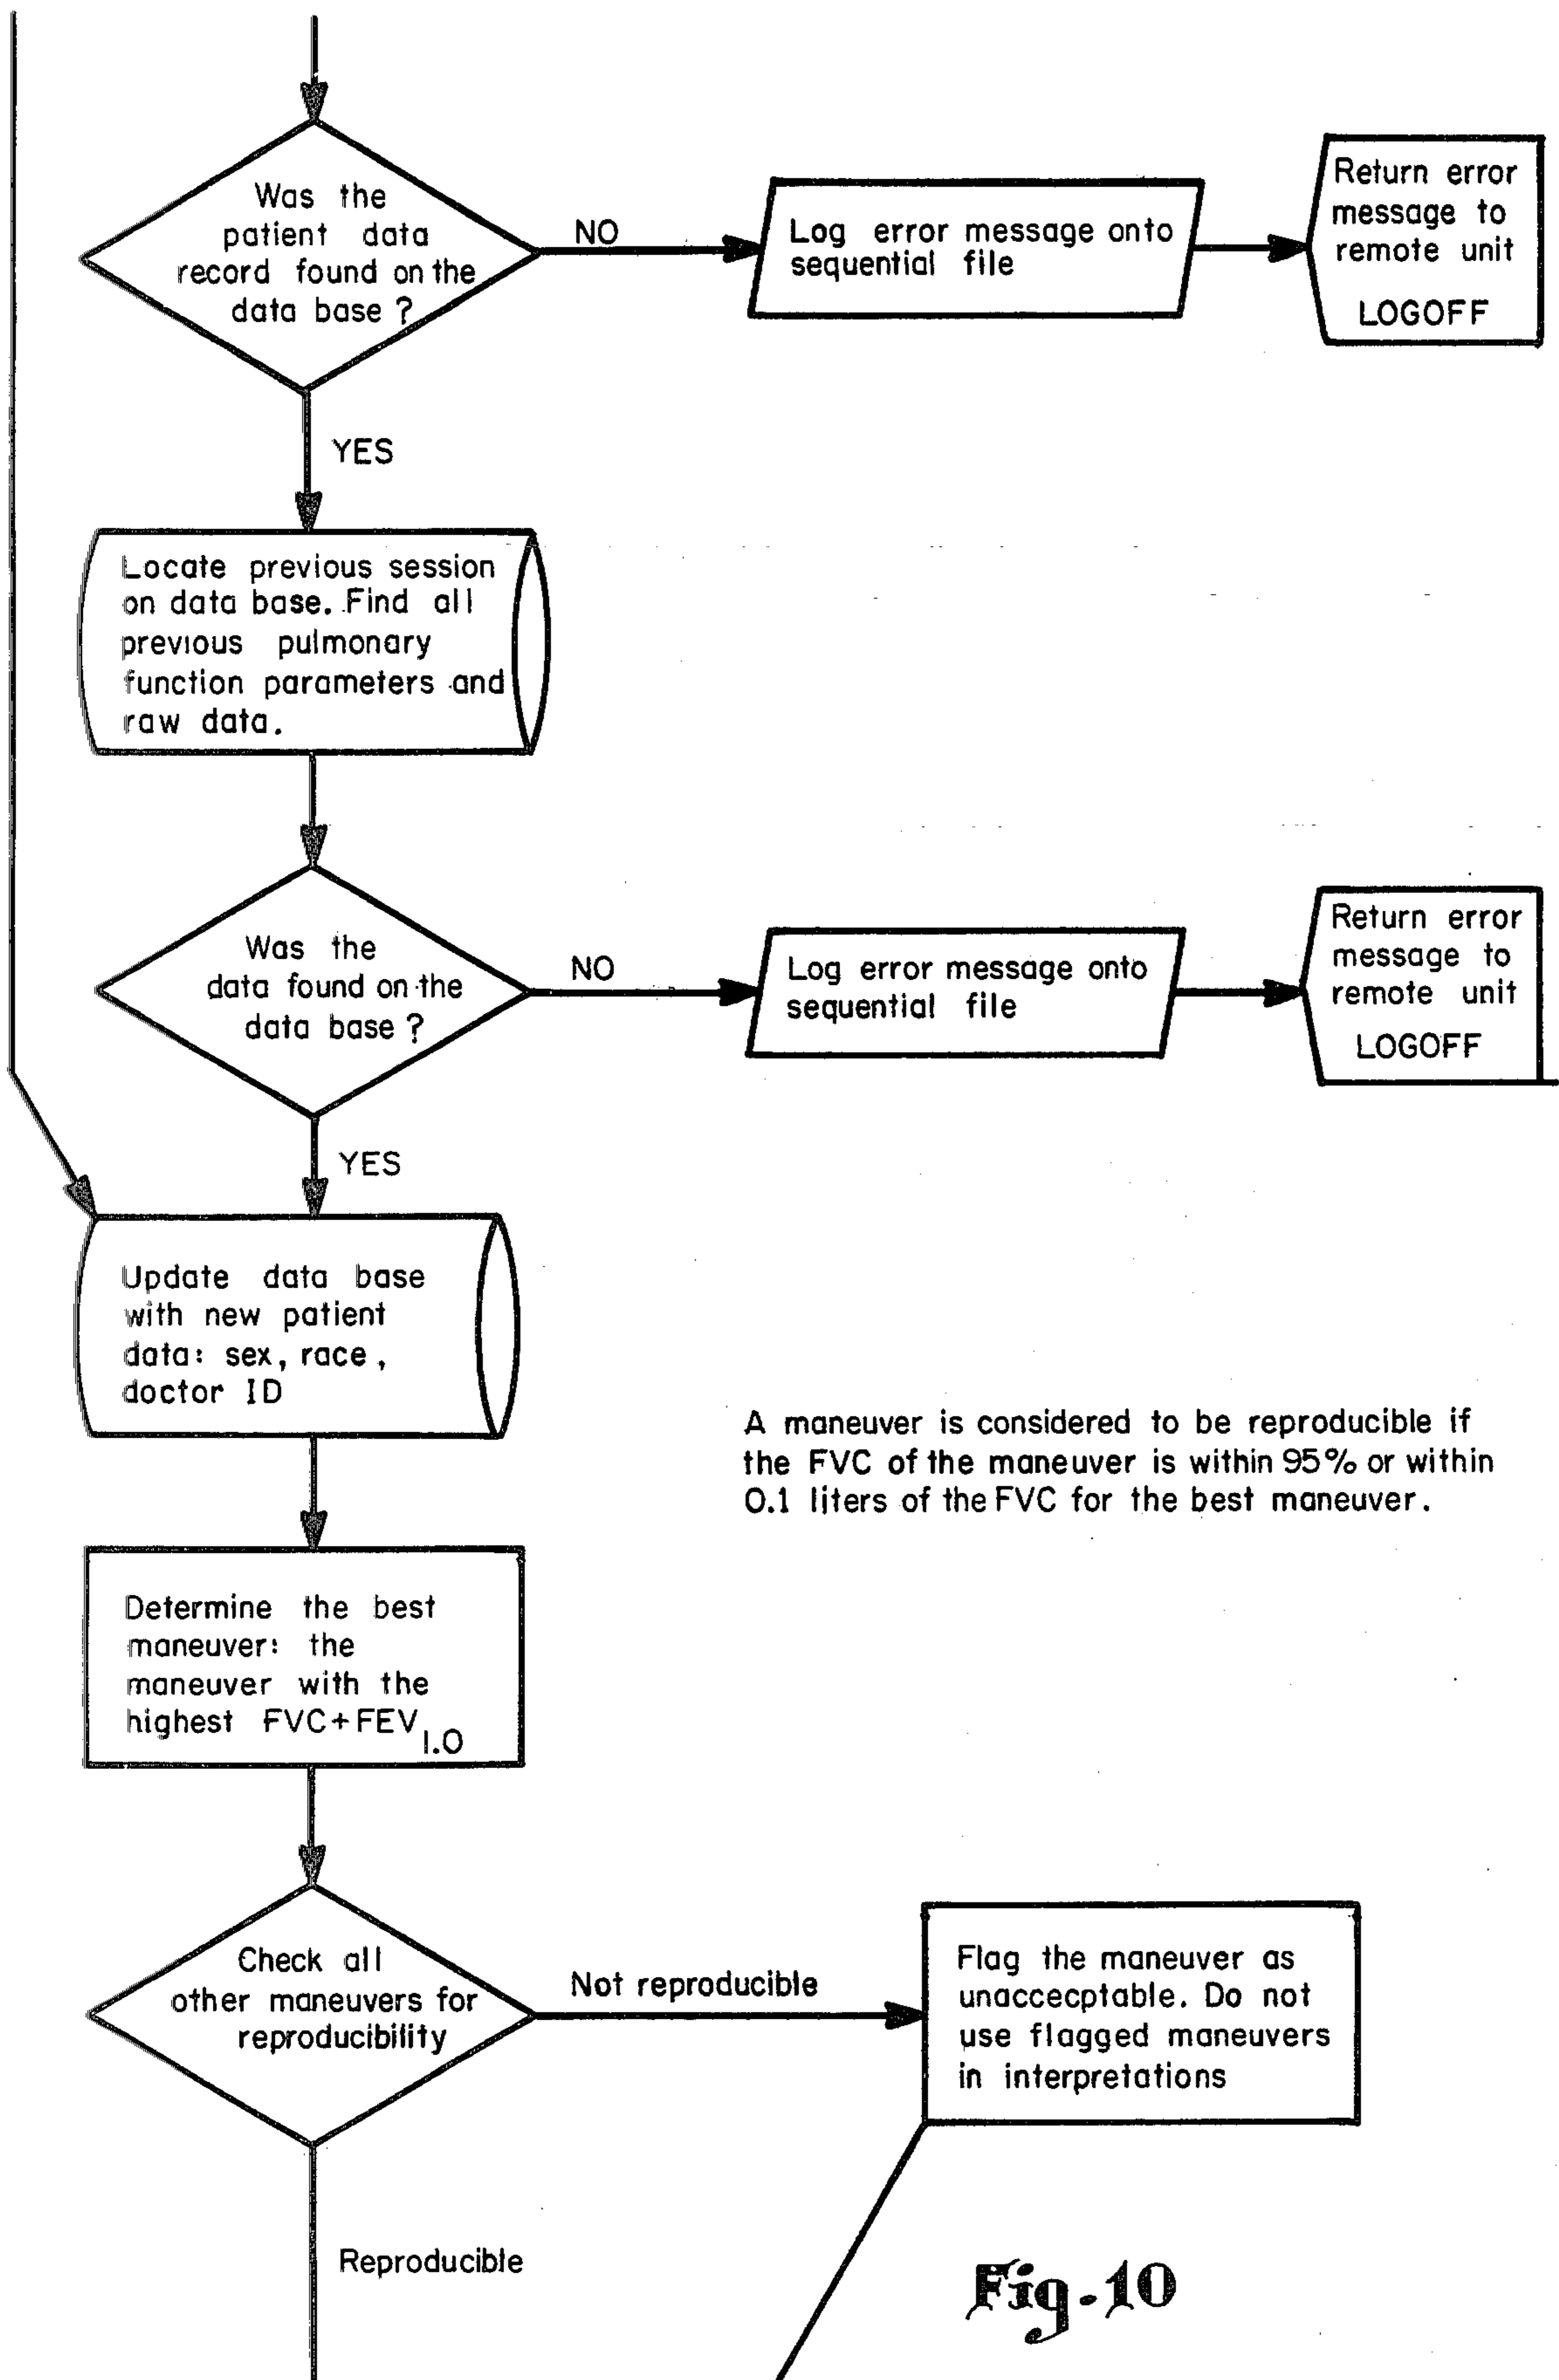 Was the
patient data
record found on the
data base ?
NO
Log error message onto
sequential file
Return error
message to
remote unit
LOGOFF
YES
Locate previous session
on data base. Find all
previous pulmonary
function parameters and
raw data.
Was the
data found on the
data base ?
NO
Log error message onto
sequential file
Return error
message to
remote unit
LOGOFF
YES
Update data base
with new patient
data: sex, race,
doctor ID
A maneuver is considered to be reproducible if
the FVC of the maneuver is within 95% or within
0.1 liters of the FVC for the best maneuver.
Determine the best
maneuver: the
maneuver with the
highest FVC+FEV 1.0
Check all
other maneuvers for
reproducibility
Not reproducible
Flag the maneuver as
unaccecptable. Do not
use flagged maneuvers
in interpretations
Reproducible
Fig.10